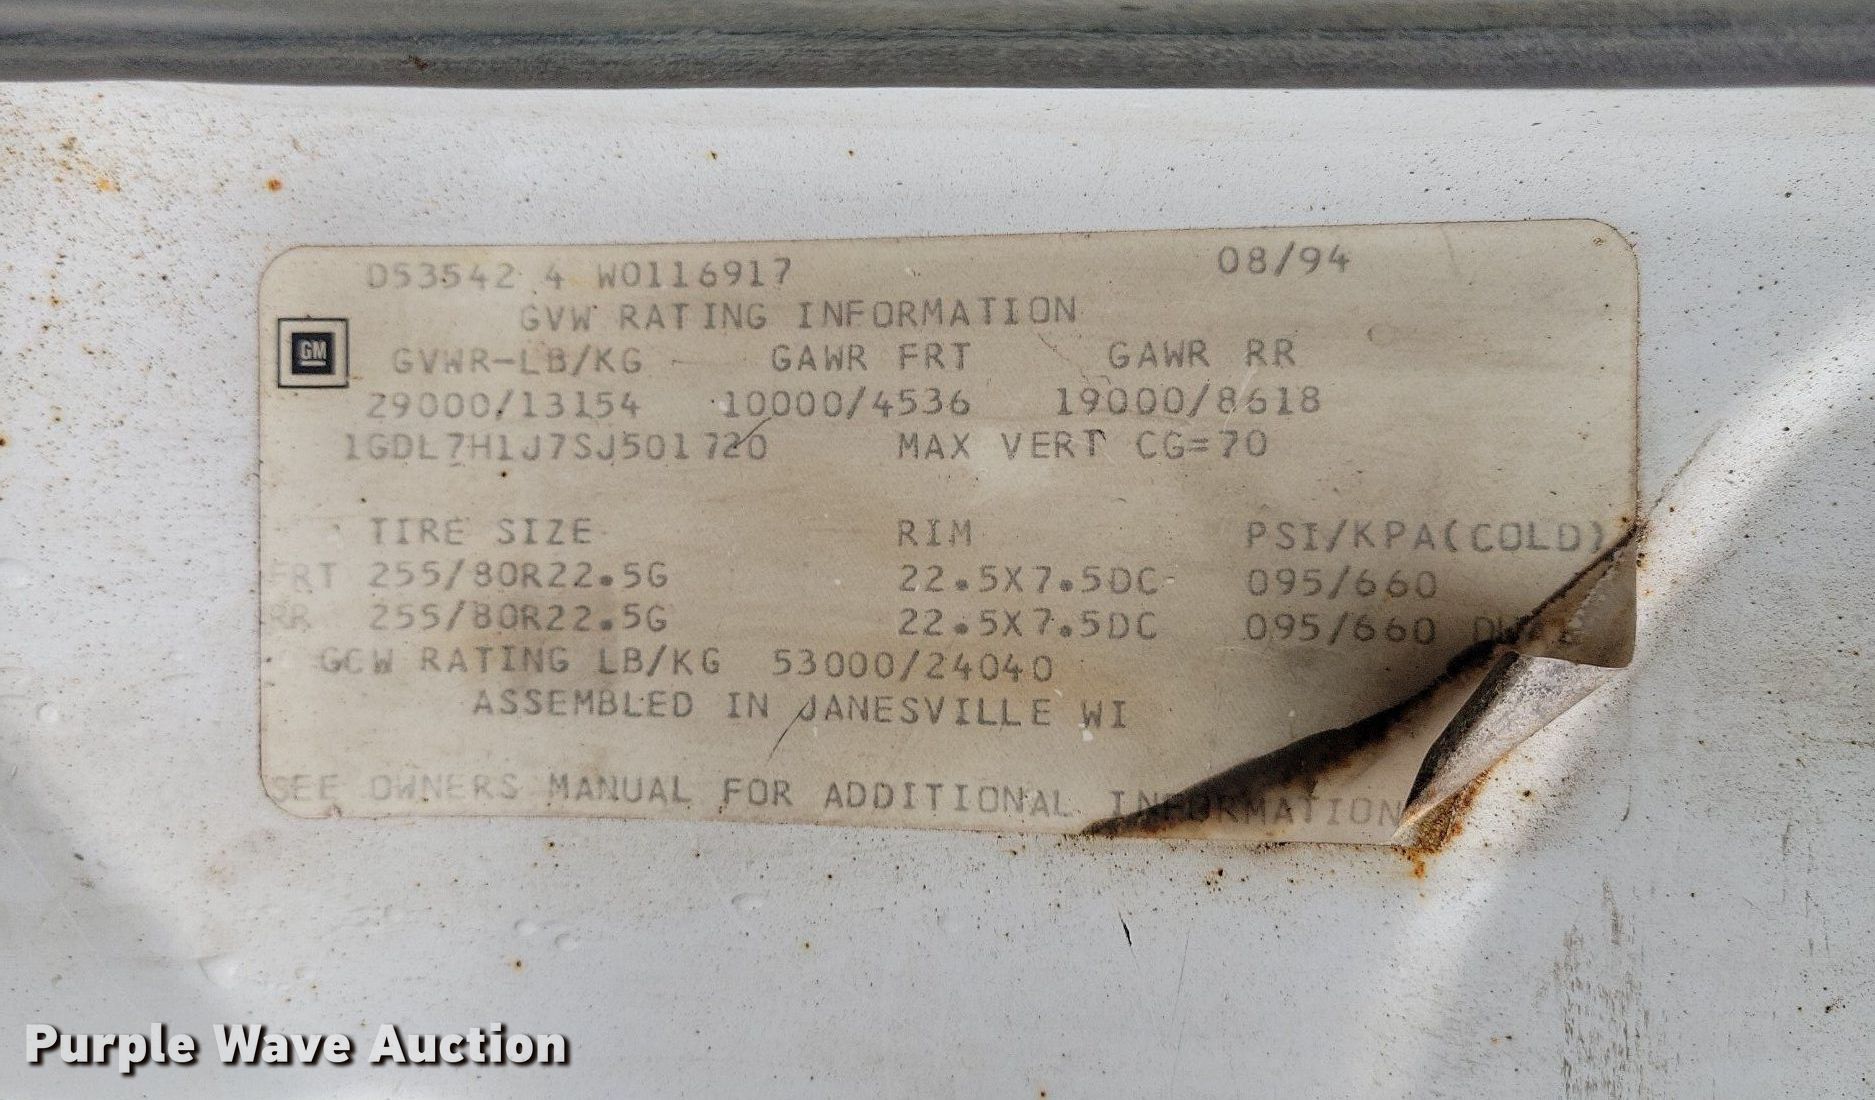 D53542 4 W0116917 08/94
GVW RATING INFORMATION
GM
GVWR-LB/KG GAWR FRT GAWR RR
29000/13154 10000/4536 19000/8618
1GDL7H1J7SJ501720 MAX VERT CG=70
TIRE SIZE RIM PSI/KPA(COLD)
FRT 255/80R22.5G 22.5X7.5DC 095/660
RR 255/80R22.5G 22.5X7.5DC 095/660
GCW RATING LB/KG 53000/24040
ASSEMBLED IN JANESVILLE WI
SEE OWNERS MANUAL FOR ADDITIONAL INFORMATION
Purple Wave Auction